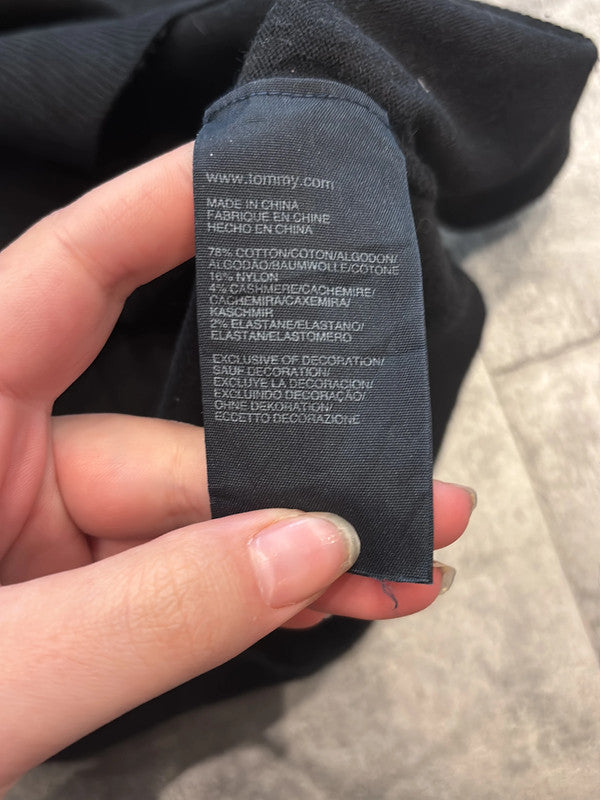 www.tommy.com
MADE IN CHINA
FABRIQUE EN CHINE
HECHO EN CHINA
78% COTTON/COTON/ALGODON/
ALGODÃO/BAUMWOLLE/COTONE
16% NYLON
4% CASHMERE/CACHEMIRE/
CACHEMIRA/CAXEMIRA/
KASCHMIR
2% ELASTANE/ELASTANO/
ELASTAN/ELASTOMERO
EXCLUSIVE OF DECORATION/
SAUF DECORATION/
EXCLUYE LA DECORACION/
EXCLUINDO DECORAÇÃO/
OHNE DEKORATION/
ECCETTO DECORAZIONE